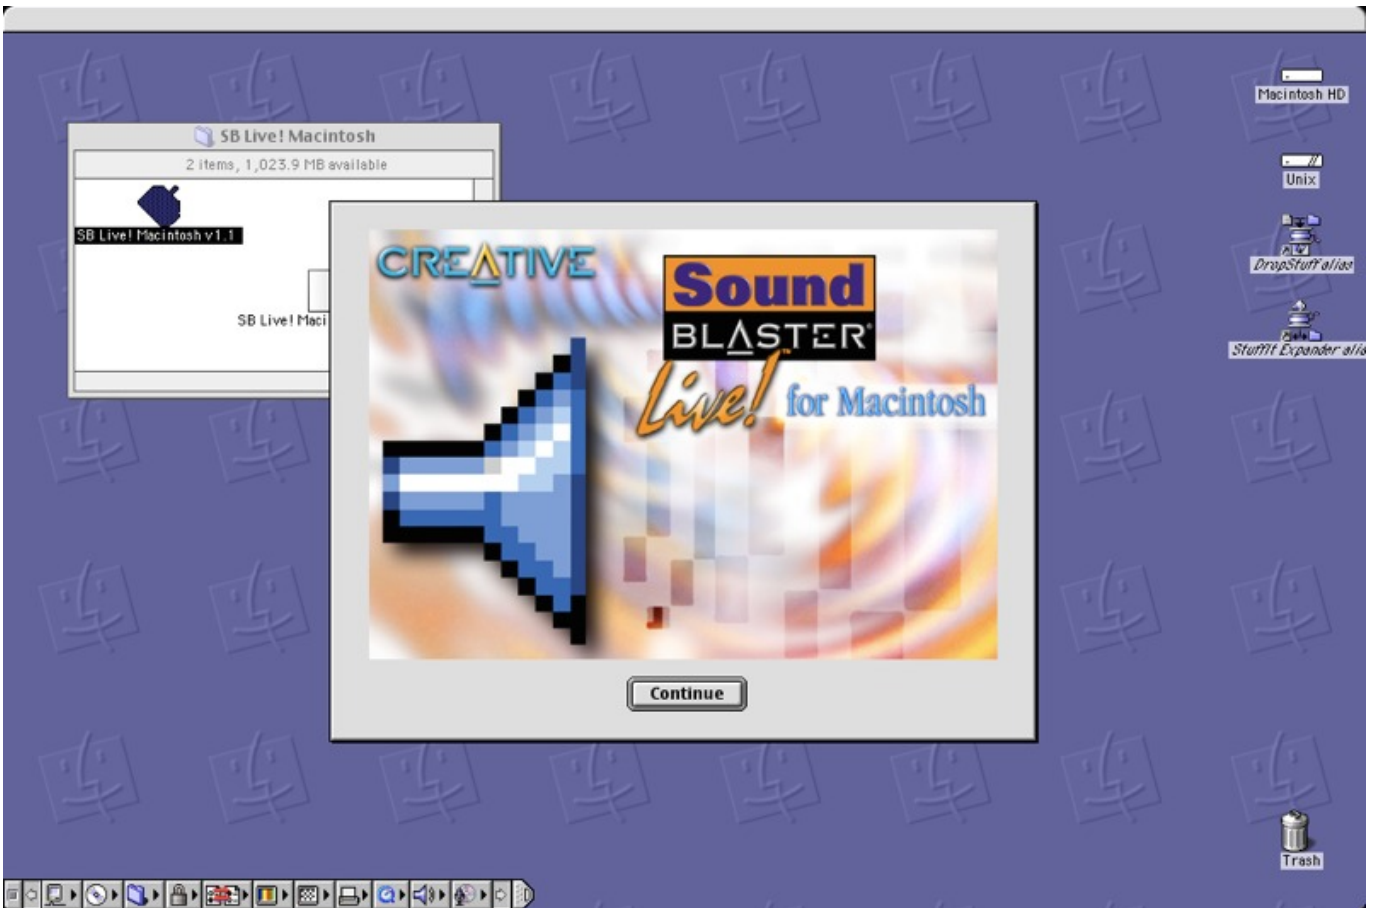 SB Live! Macintosh
2 items, 1,023.9 MB available
SB Live! Macintosh v1.1
SB Live! Maci
CREATIVE
Sound
BLASTER®
Live!™ for Macintosh
Continue
Macintosh HD
Unix
DropStuff alias
StuffIt Expander alia
Trash